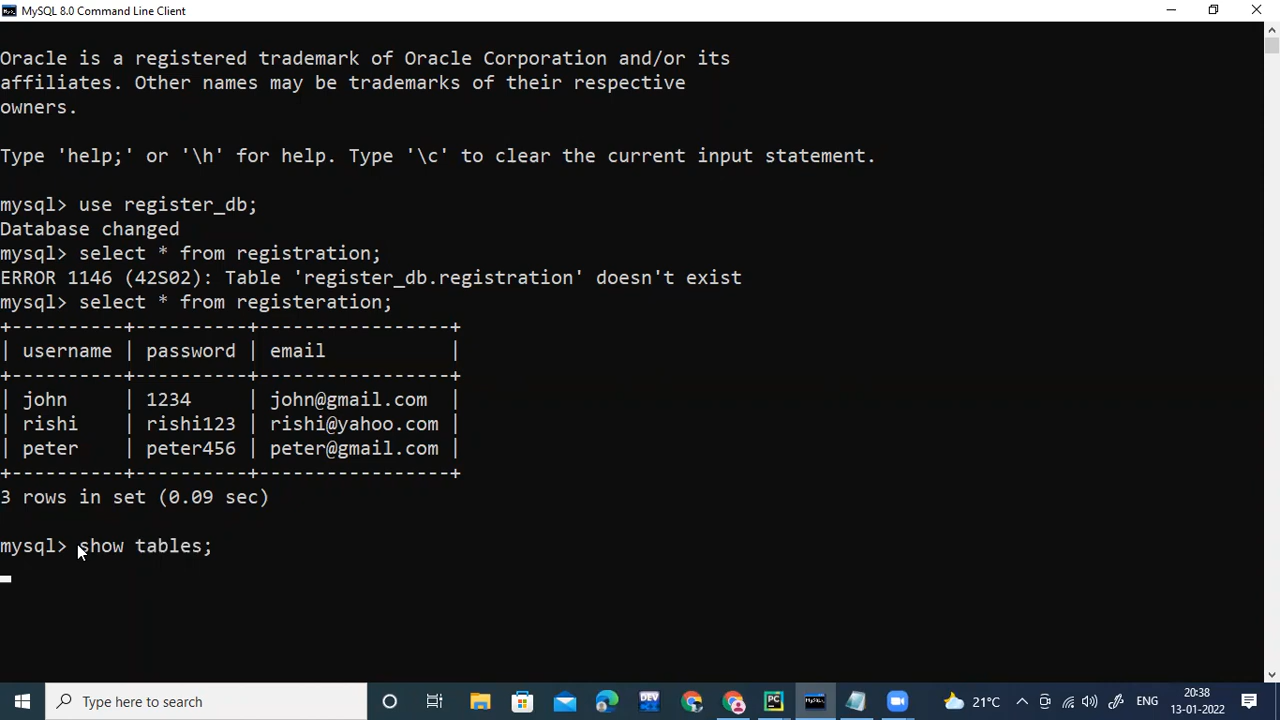 MySQL 8.0 Command Line Client
Oracle is a registered trademark of Oracle Corporation and/or its
affiliates. Other names may be trademarks of their respective
owners.
Type 'help;' or '\h' for help. Type '\c' to clear the current input statement.
mysql> use register_db;
Database changed
mysql> select * from registration;
ERROR 1146 (42S02): Table 'register_db.registration' doesn't exist
mysql> select * from registeration;
+----------+----------+-----------------+
| username | password | email           |
+----------+----------+-----------------+
| john     | 1234     | john@gmail.com  |
| rishi    | rishi123 | rishi@yahoo.com |
| peter    | peter456 | peter@gmail.com |
+----------+----------+-----------------+
3 rows in set (0.09 sec)
mysql> show tables;
Type here to search
DEV
PC
MySQL
21°C
ENG
20:38
13-01-2022